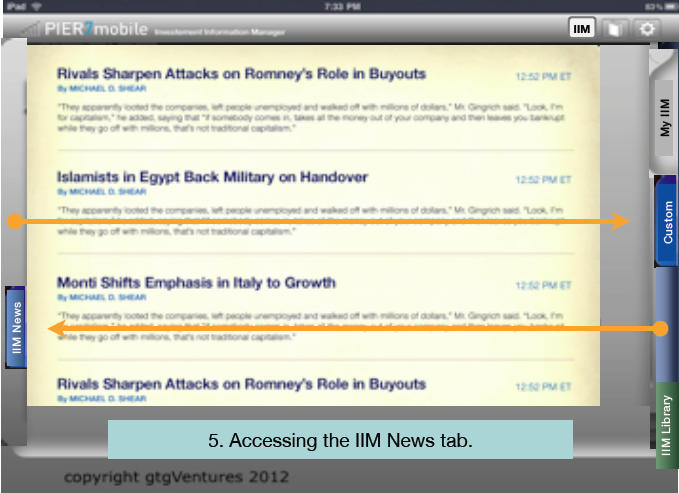 iPad
7:33 PM
83%
PIER7mobile Investement Information Manager
IIM
Rivals Sharpen Attacks on Romney's Role in Buyouts
12:52 PM ET
By MICHAEL D. SHEAR
"They apparently looted the companies, left people unemployed and walked off with millions of dollars," Mr. Gingrich said. "Look, I'm
for capitalism," he added, saying that "if somebody comes in, takes all the money out of your company and then leaves you bankrupt
while they go off with millions, that's not traditional capitalism."
My IIM
Islamists in Egypt Back Military on Handover
12:52 PM ET
By MICHAEL D. SHEAR
"They apparently looted the companies, left people unemployed and walked off with millions of dollars," Mr. Gingrich said. "Look, I'm
while they go off with millions, that's not traditional capitalism."
Custom
Monti Shifts Emphasis in Italy to Growth
12:52 PM ET
By MICHAEL D. SHEAR
"They apparently looted the companies, left people unemployed and walked off with millions of dollars," Mr. Gingrich said. "Look, I'm
while they go off with millions, that's not traditional capitalism."
IIM News
Rivals Sharpen Attacks on Romney's Role in Buyouts
12:52 PM ET
By MICHAEL D. SHEAR
IIM Library
5. Accessing the IIM News tab.
copyright gtgVentures 2012